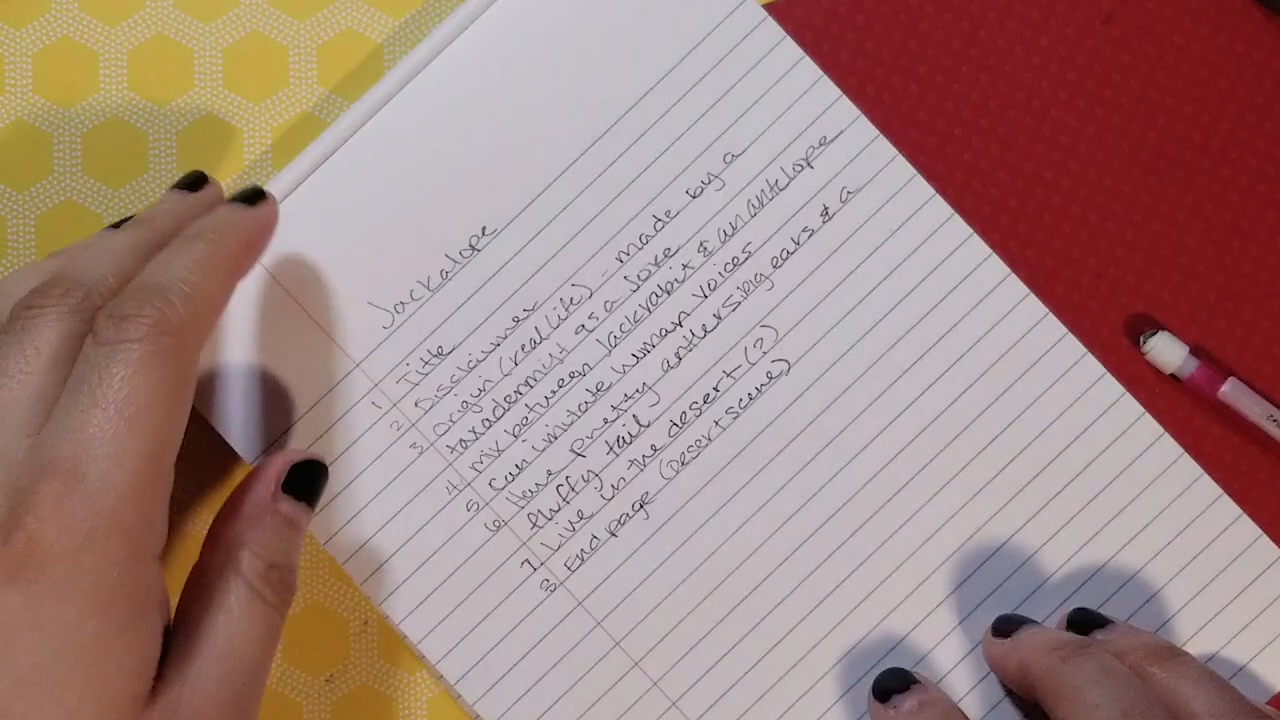 Jackalope
1 Title
2 Disclaimer
3 origin (real life) - made by a
taxadermist as a joke
4 mix between jackrabit & an antelope
5 can imutate human voices
6 Have pretty antlers, big ears & a
fluffy tail
7 Live in the desert (?)
8 End page (desert scene)